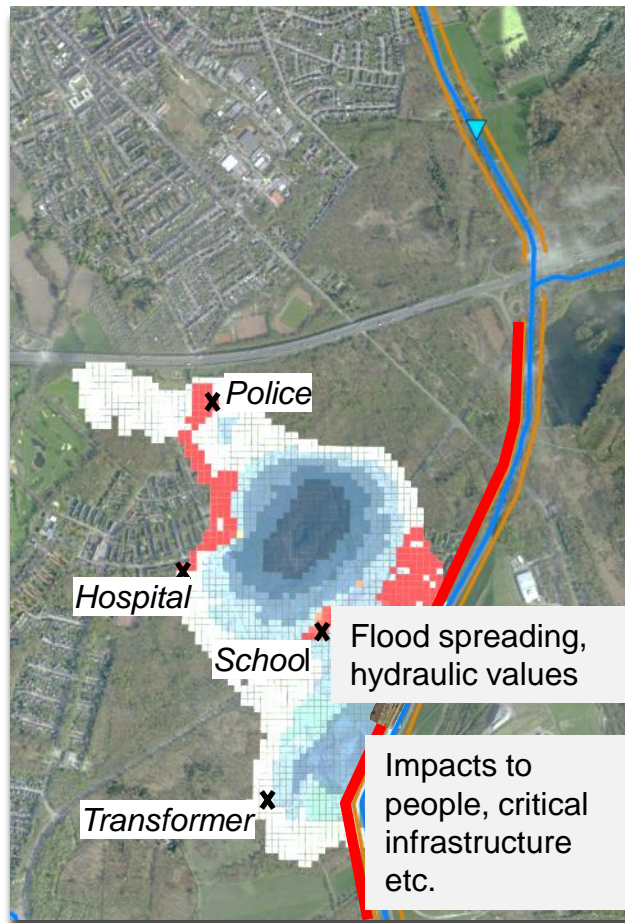 Police
Hospital
School
Flood spreading,
hydraulic values
Transformer
Impacts to
people, critical
infrastructure
etc.